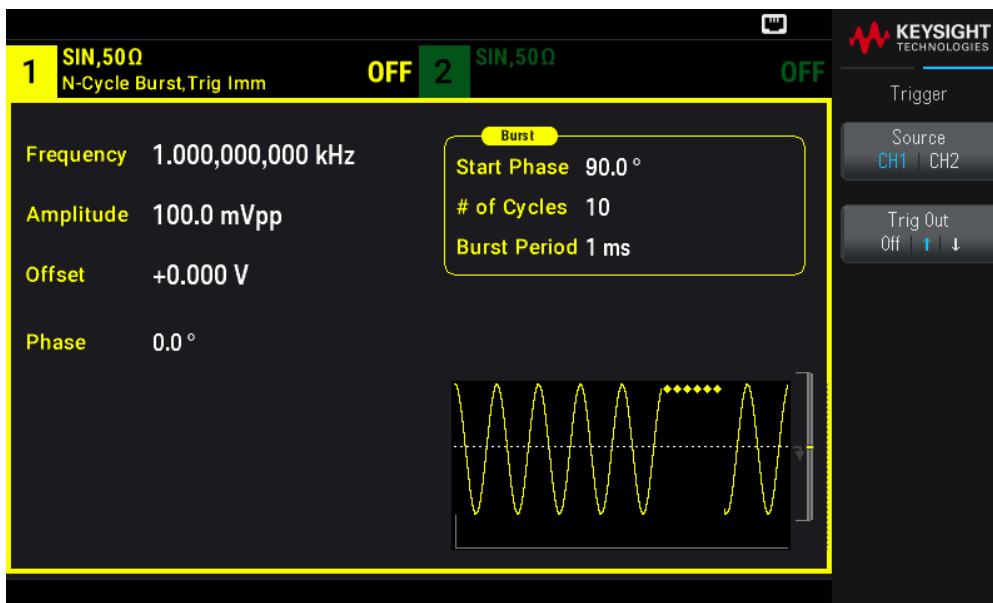 KEYSIGHT
TECHNOLOGIES
1
SIN,50Ω
N-Cycle Burst,Trig Imm
OFF
2
SIN,50Ω
OFF
Frequency 1.000,000,000 kHz
Amplitude 100.0 mVpp
Offset +0.000 V
Phase 0.0 °
Burst
Start Phase 90.0 °
# of Cycles 10
Burst Period 1 ms
Trigger
Source
CH1 | CH2
Trig Out
Off | ↑ | ↓